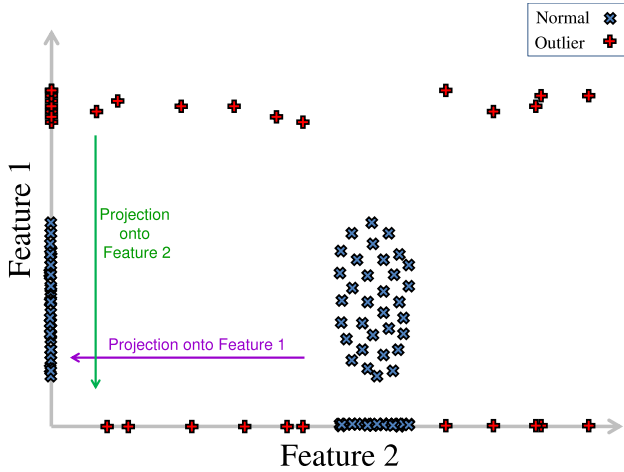 Normal
Outlier
Feature 1
Projection
onto
Feature 2
Projection onto Feature 1
Feature 2